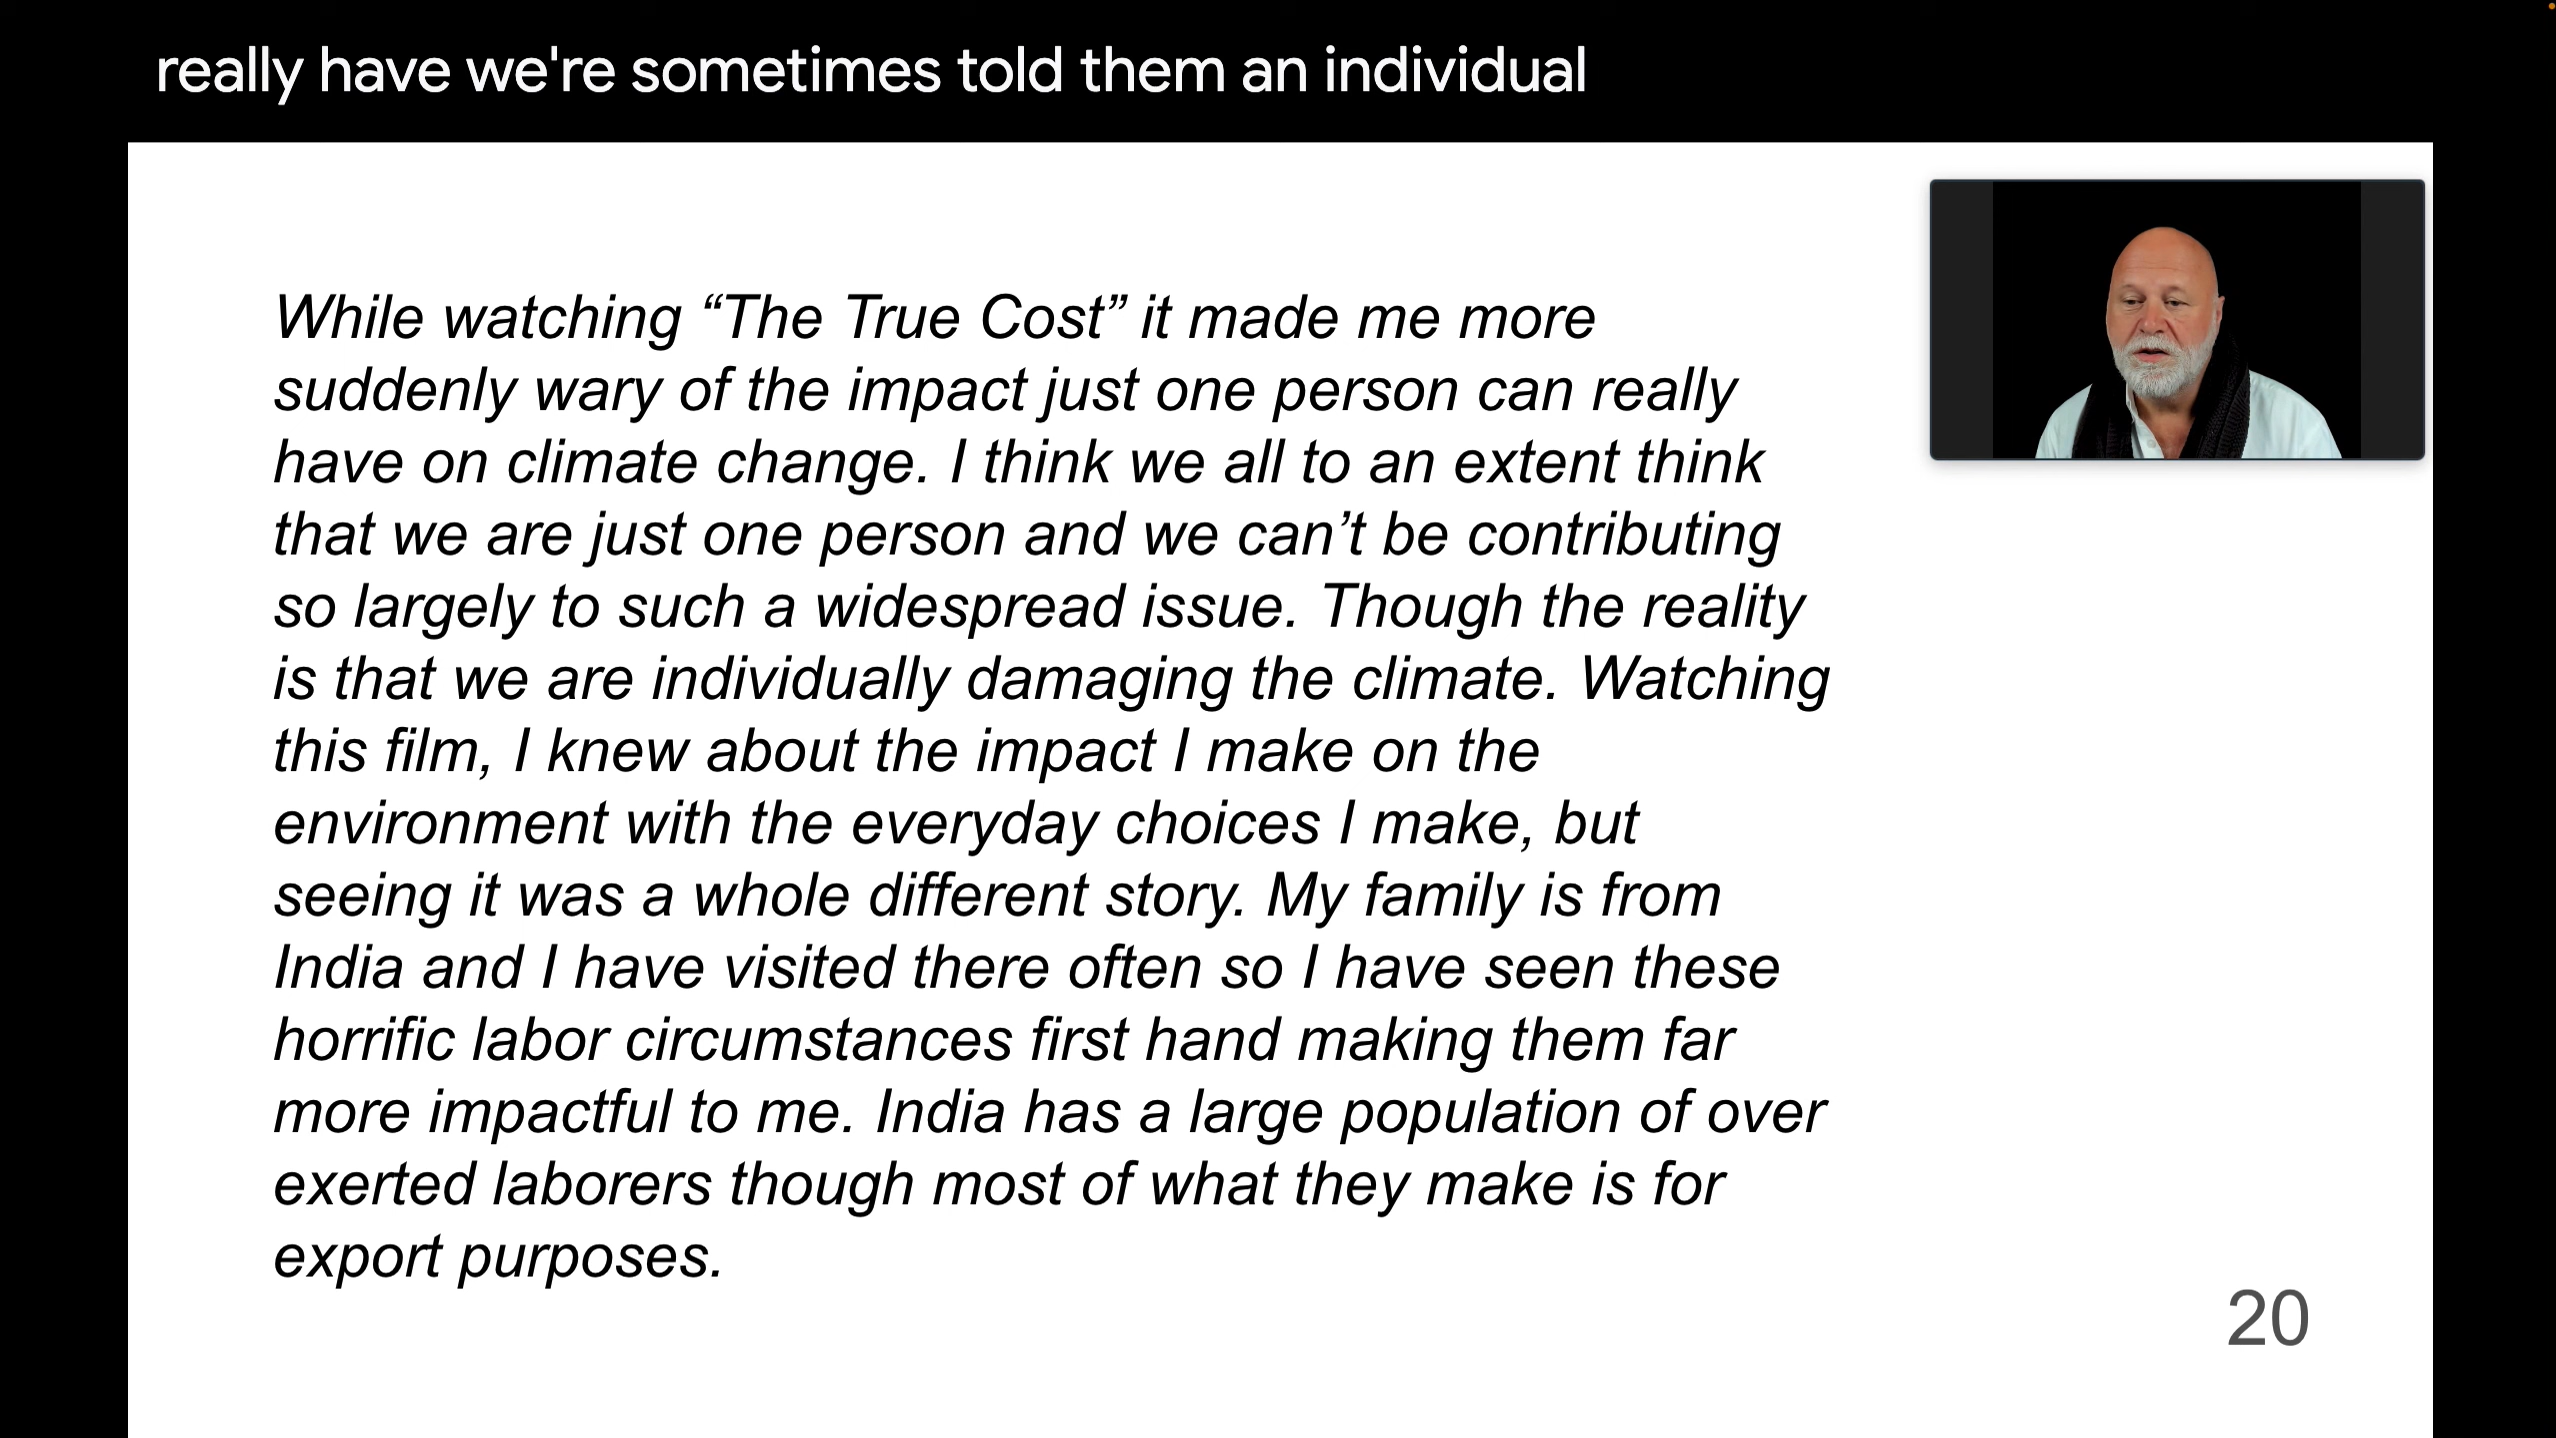 really have we're sometimes told them an individual
While watching “The True Cost” it made me more
suddenly wary of the impact just one person can really
have on climate change. I think we all to an extent think
that we are just one person and we can’t be contributing
so largely to such a widespread issue. Though the reality
is that we are individually damaging the climate. Watching
this film, I knew about the impact I make on the
environment with the everyday choices I make, but
seeing it was a whole different story. My family is from
India and I have visited there often so I have seen these
horrific labor circumstances first hand making them far
more impactful to me. India has a large population of over
exerted laborers though most of what they make is for
export purposes.
20